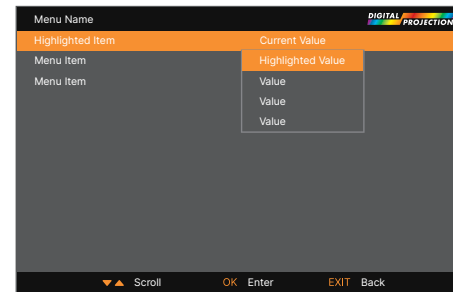 Menu Name
DIGITAL
PROJECTION
Highlighted Item Current Value
Menu Item Highlighted Value
Menu Item Value
Value
Value
▼▲ Scroll OK Enter EXIT Back